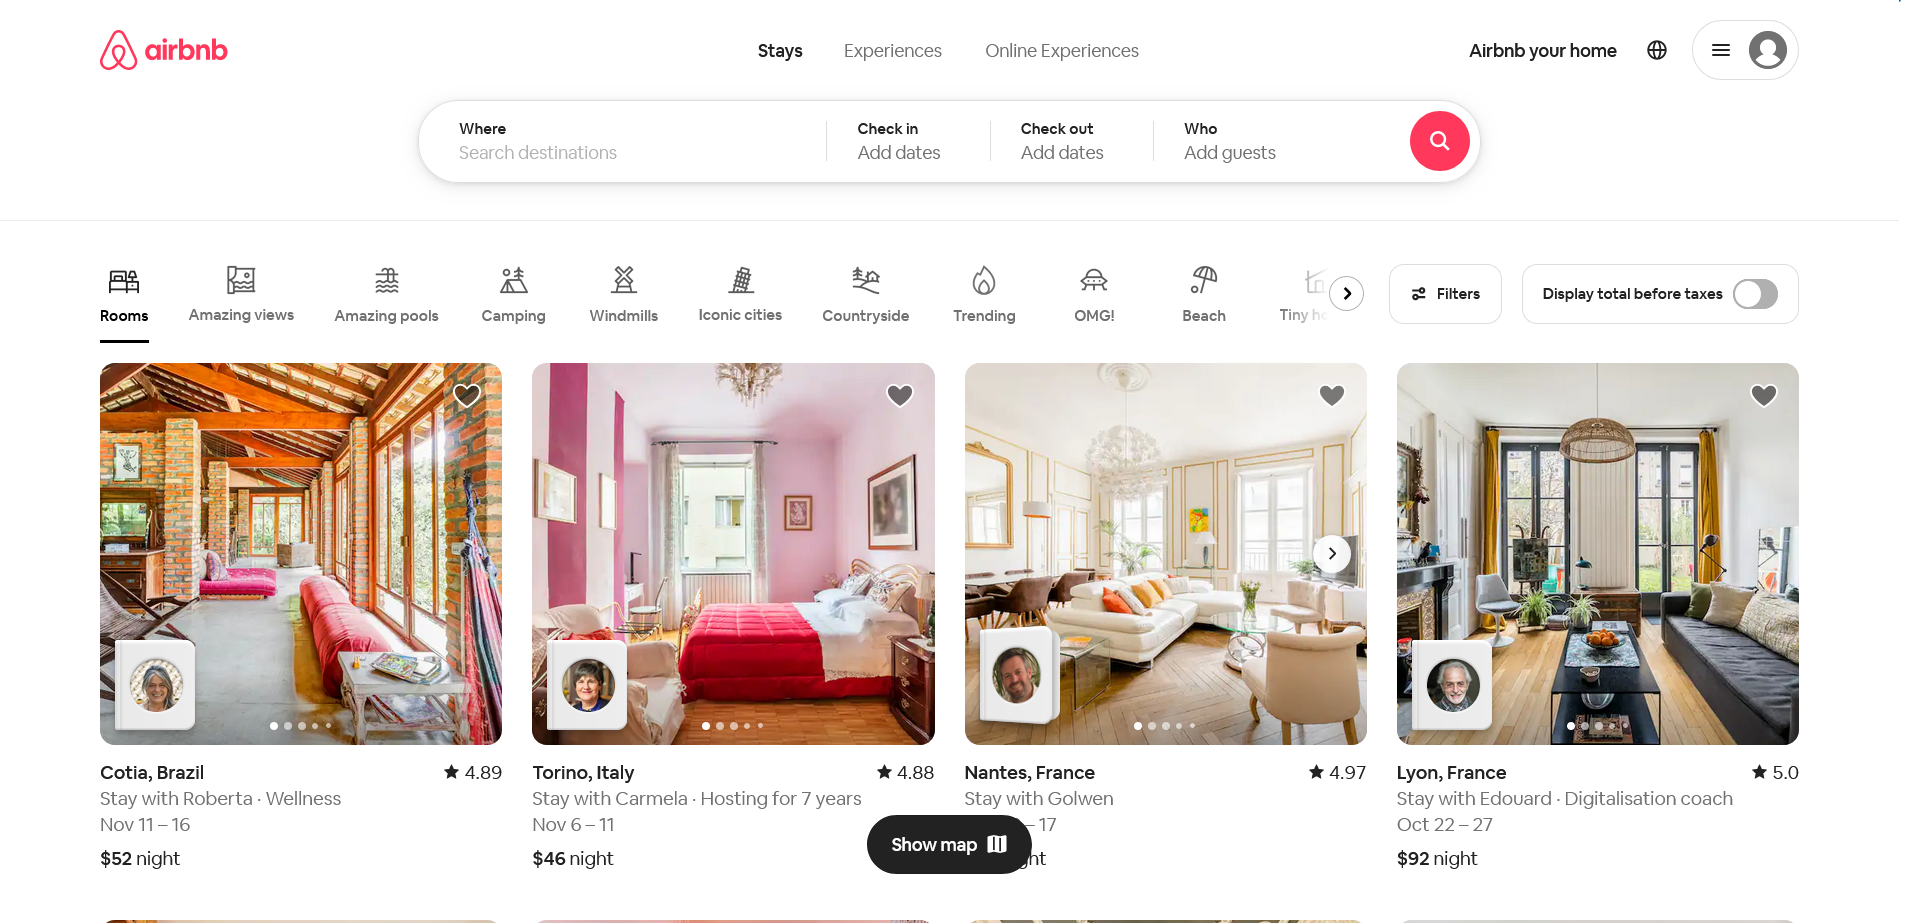 airbnb
Stays Experiences Online Experiences
Airbnb your home
Where Check in Check out Who
Search destinations Add dates Add dates Add guests
Rooms Amazing views Amazing pools Camping Windmills Iconic cities Countryside Trending OMG! Beach Tiny
Filters
Display total before taxes
Cotia, Brazil 4.89
Stay with Roberta · Wellness
Nov 11 – 16
$52 night
Torino, Italy 4.88
Stay with Carmela · Hosting for 7 years
Nov 6 – 11
$46 night
Nantes, France 4.97
Stay with Golwen
– 17
Lyon, France 5.0
Stay with Edouard · Digitalisation coach
Oct 22 – 27
$92 night
Show map